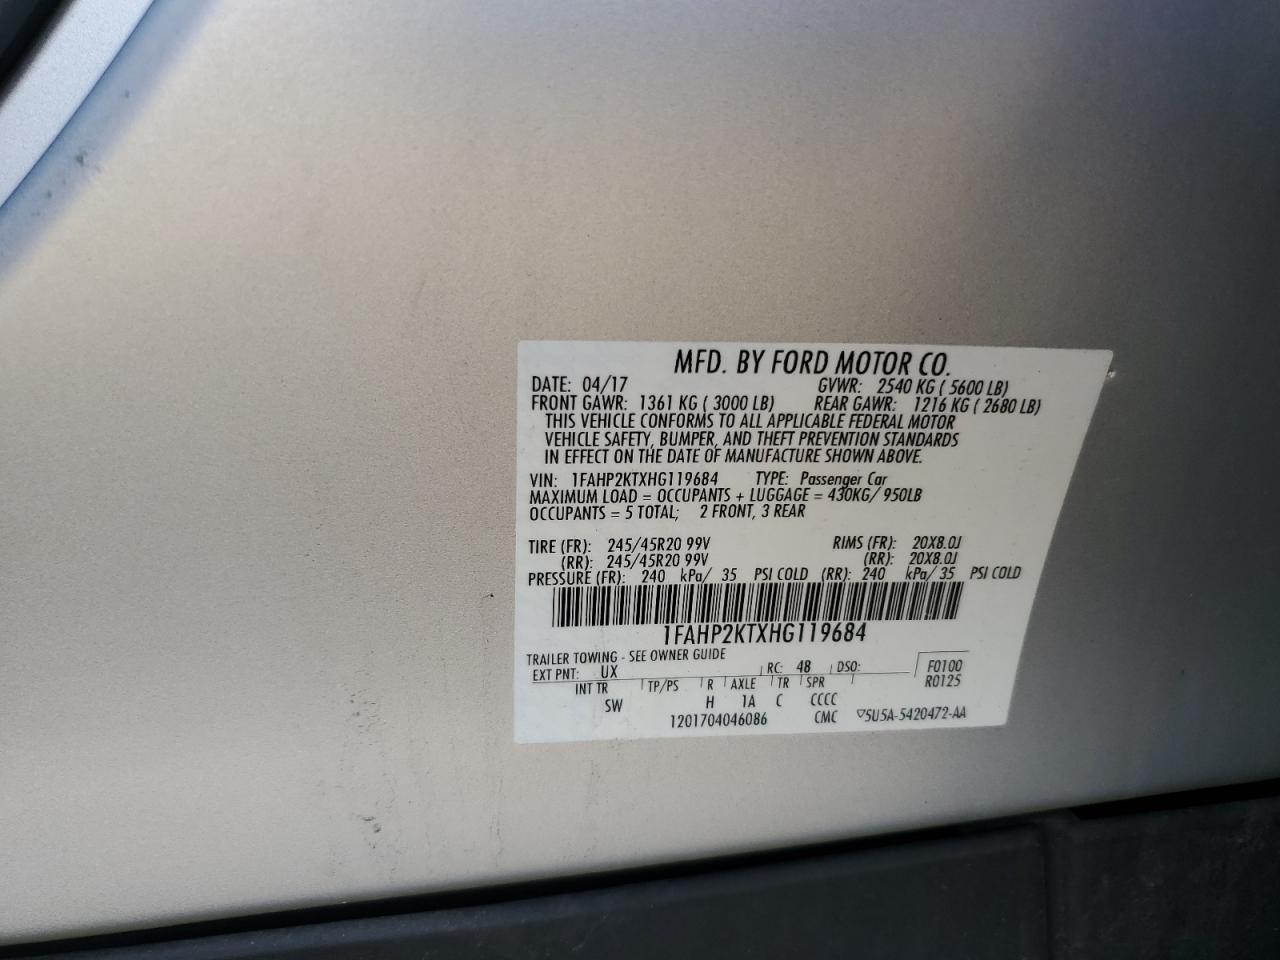 MFD. BY FORD MOTOR CO.
DATE: 04/17 GVWR: 2540 KG ( 5600 LB)
FRONT GAWR: 1361 KG ( 3000 LB) REAR GAWR: 1216 KG ( 2680 LB)
THIS VEHICLE CONFORMS TO ALL APPLICABLE FEDERAL MOTOR
VEHICLE SAFETY, BUMPER, AND THEFT PREVENTION STANDARDS
IN EFFECT ON THE DATE OF MANUFACTURE SHOWN ABOVE.
VIN: 1FAHP2KTXHG119684 TYPE: Passenger Car
MAXIMUM LOAD = OCCUPANTS + LUGGAGE = 430KG/ 950LB
OCCUPANTS = 5 TOTAL; 2 FRONT, 3 REAR
TIRE (FR): 245/45R20 99V RIMS (FR): 20X8.0J
(RR): 245/45R20 99V (RR): 20X8.0J
PRESSURE (FR): 240 kPa/ 35 PSI COLD (RR): 240 kPa/ 35 PSI COLD
1FAHP2KTXHG119684
TRAILER TOWING - SEE OWNER GUIDE
EXT PNT: UX RC: 48 DSO: F0100
R0125
INT TR TP/PS R AXLE TR SPR
SW H 1A C CCCC
1201704046086 CMC ▽5U5A-5420472-AA